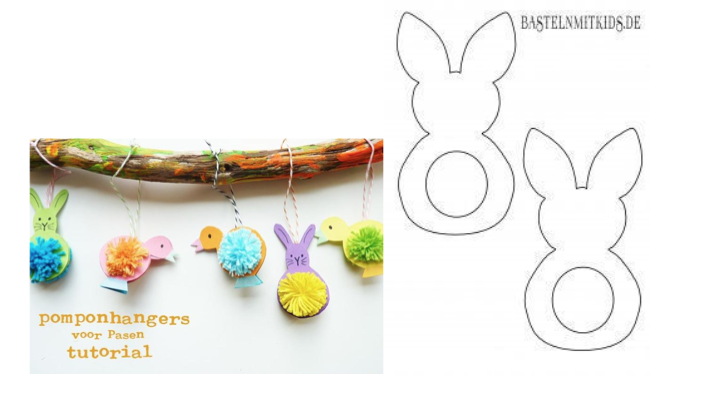 BASTELNMITKIDS.DE
pomponhangers
voor Pasen
tutorial